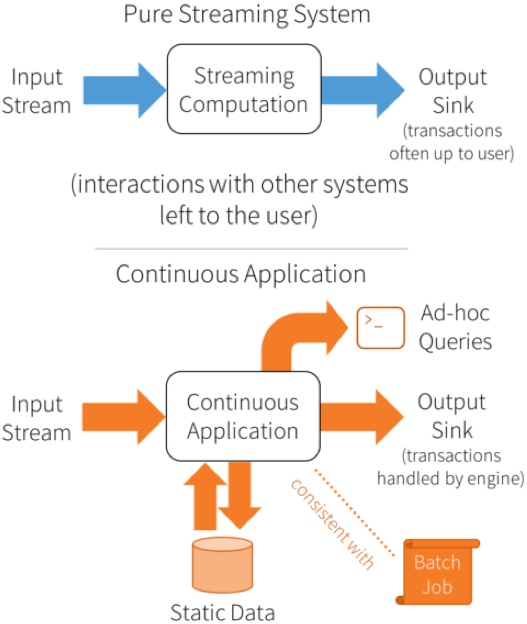 Pure Streaming System
Input
Stream
Streaming
Computation
Output
Sink
(transactions
often up to user)
(interactions with other systems
left to the user)
Continuous Application
>_
Ad-hoc
Queries
Input
Stream
Continuous
Application
Output
Sink
(transactions
handled by engine)
consistent with
Batch
Job
Static Data